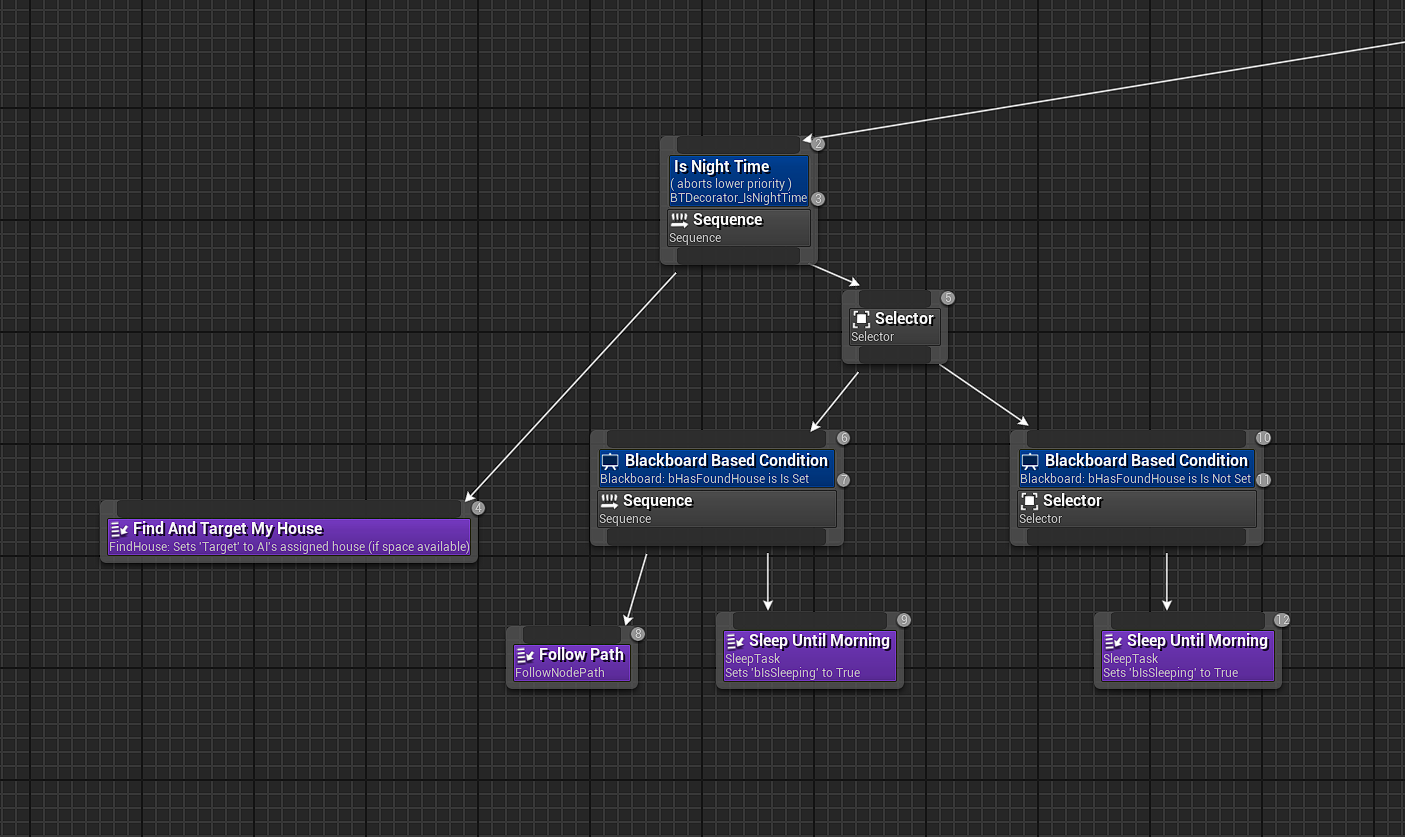 2
Is Night Time
( aborts lower priority )
BTDecorator_IsNightTime
3
Sequence
Sequence
5
Selector
Selector
4
Find And Target My House
FindHouse: Sets 'Target' to AI's assigned house (if space available)
6
Blackboard Based Condition
Blackboard: bHasFoundHouse is Is Set
7
Sequence
Sequence
10
Blackboard Based Condition
Blackboard: bHasFoundHouse is Is Not Set
11
Selector
Selector
8
Follow Path
FollowNodePath
9
Sleep Until Morning
SleepTask
Sets 'bIsSleeping' to True
12
Sleep Until Morning
SleepTask
Sets 'bIsSleeping' to True